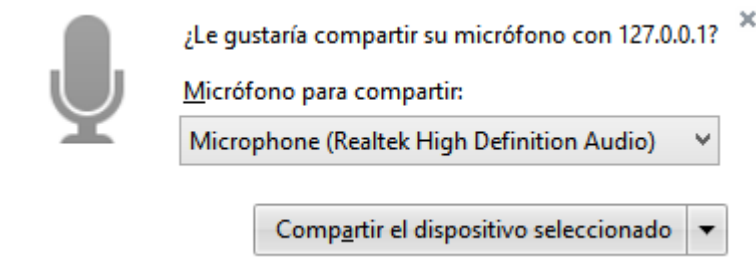 ¿Le gustaría compartir su micrófono con 127.0.0.1?
Micrófono para compartir:
Microphone (Realtek High Definition Audio)
Compartir el dispositivo seleccionado